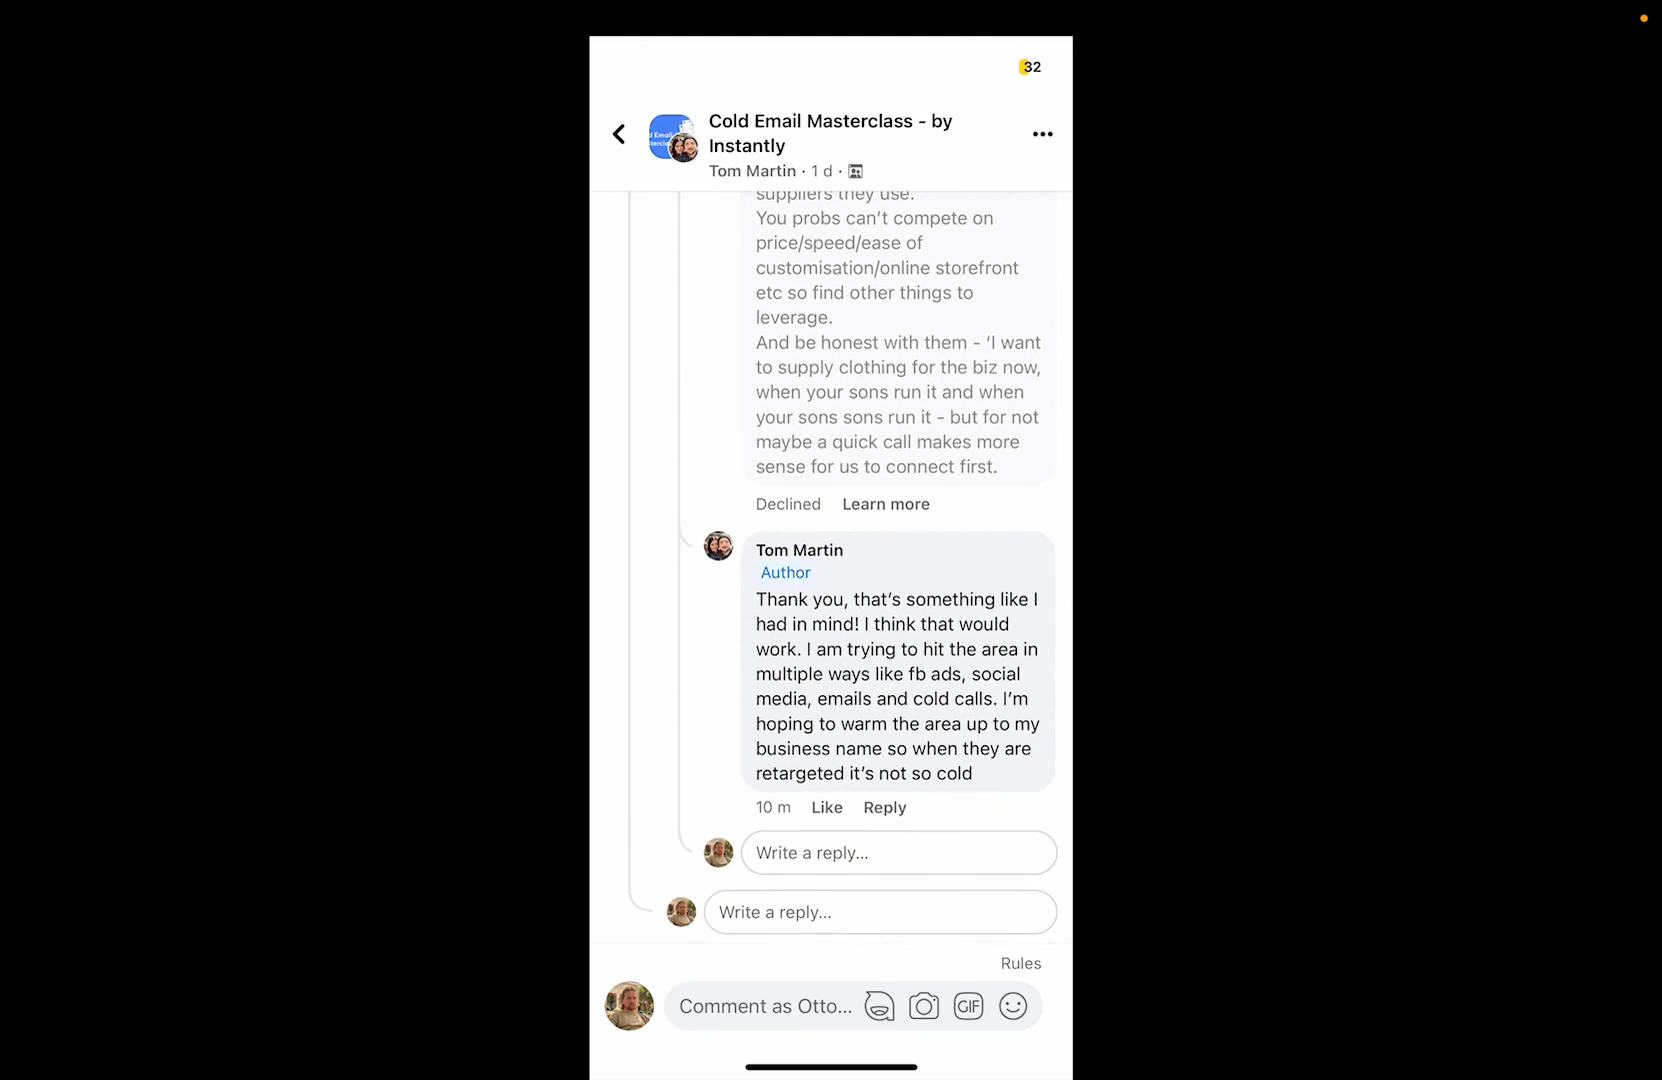 32
Cold Email Masterclass - by
Instantly
Tom Martin · 1 d ·
suppliers they use.
You probs can't compete on
price/speed/ease of
customisation/online storefront
etc so find other things to
leverage.
And be honest with them - ‘I want
to supply clothing for the biz now,
when your sons run it and when
your sons sons run it - but for not
maybe a quick call makes more
sense for us to connect first.
Declined Learn more
Tom Martin
Author
Thank you, that’s something like I
had in mind! I think that would
work. I am trying to hit the area in
multiple ways like fb ads, social
media, emails and cold calls. I’m
hoping to warm the area up to my
business name so when they are
retargeted it’s not so cold
10 m Like Reply
Write a reply...
Write a reply...
Rules
Comment as Otto... GIF